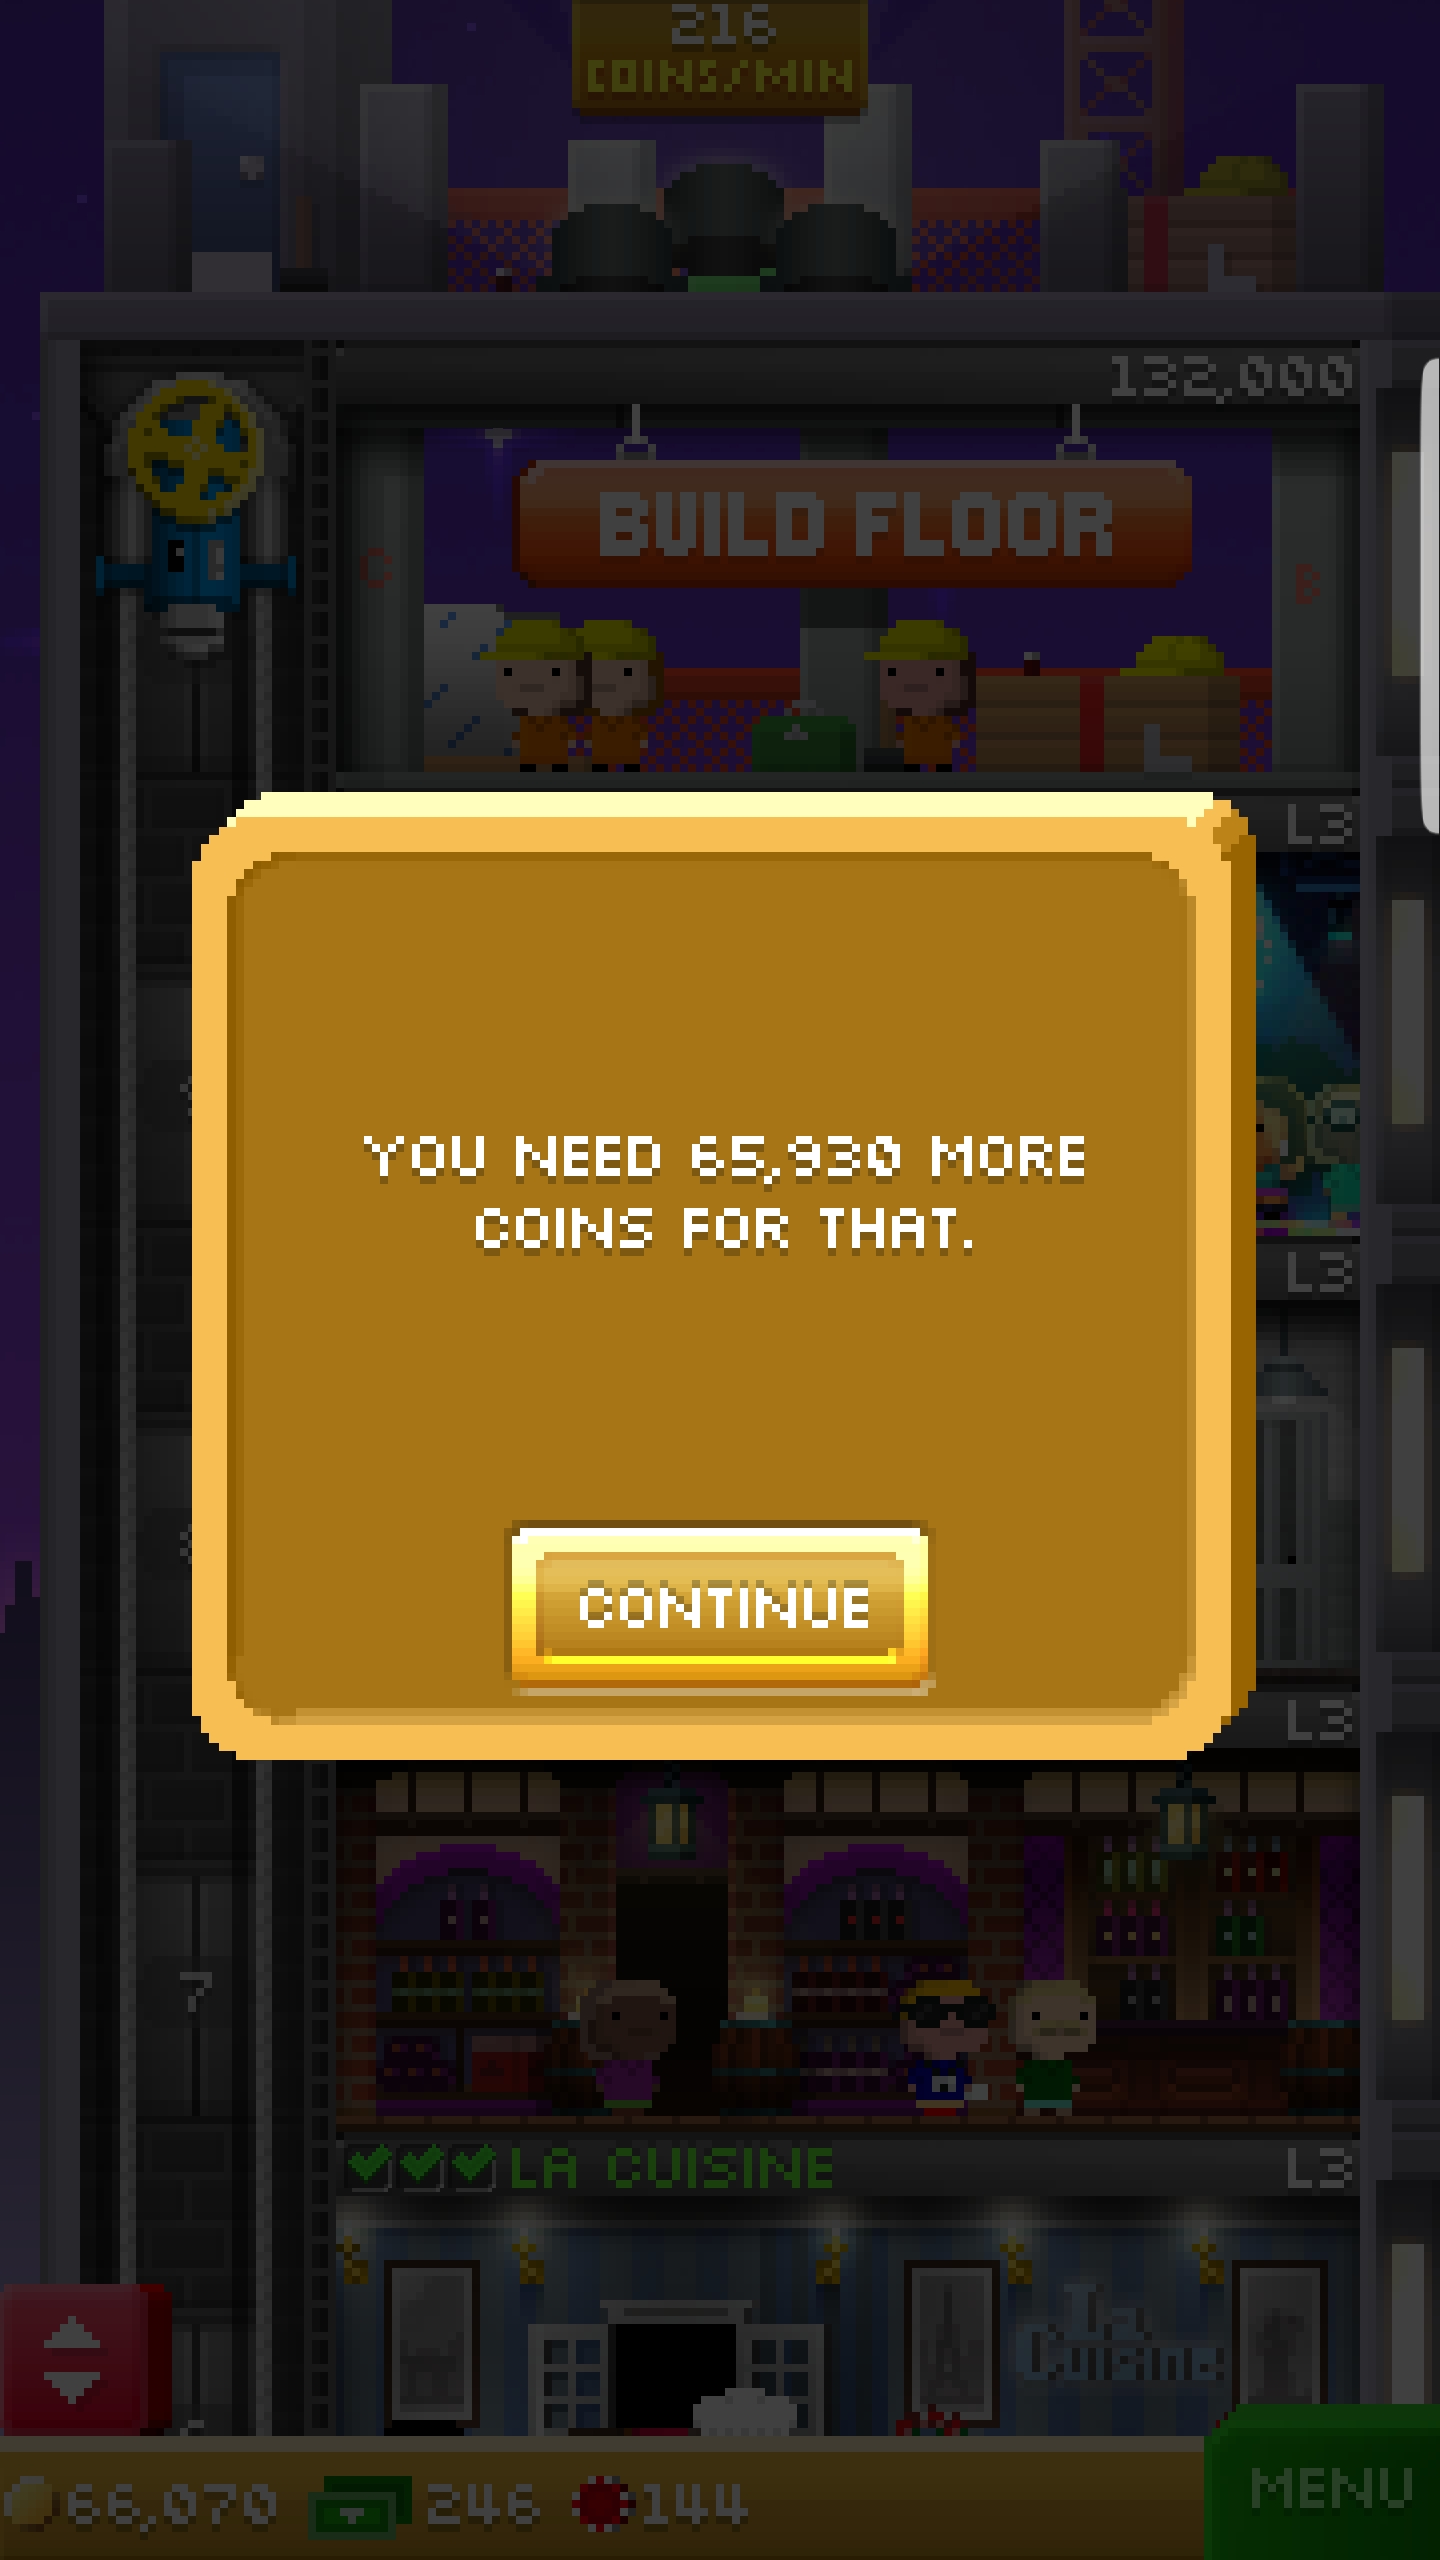 216
COINS/MIN
132,000
BUILD FLOOR
C
B
L3
YOU NEED 65,930 MORE
COINS FOR THAT.
L3
CONTINUE
L3
7
LA CUISINE
L3
La
Cuisine
66,070
246
144
MENU